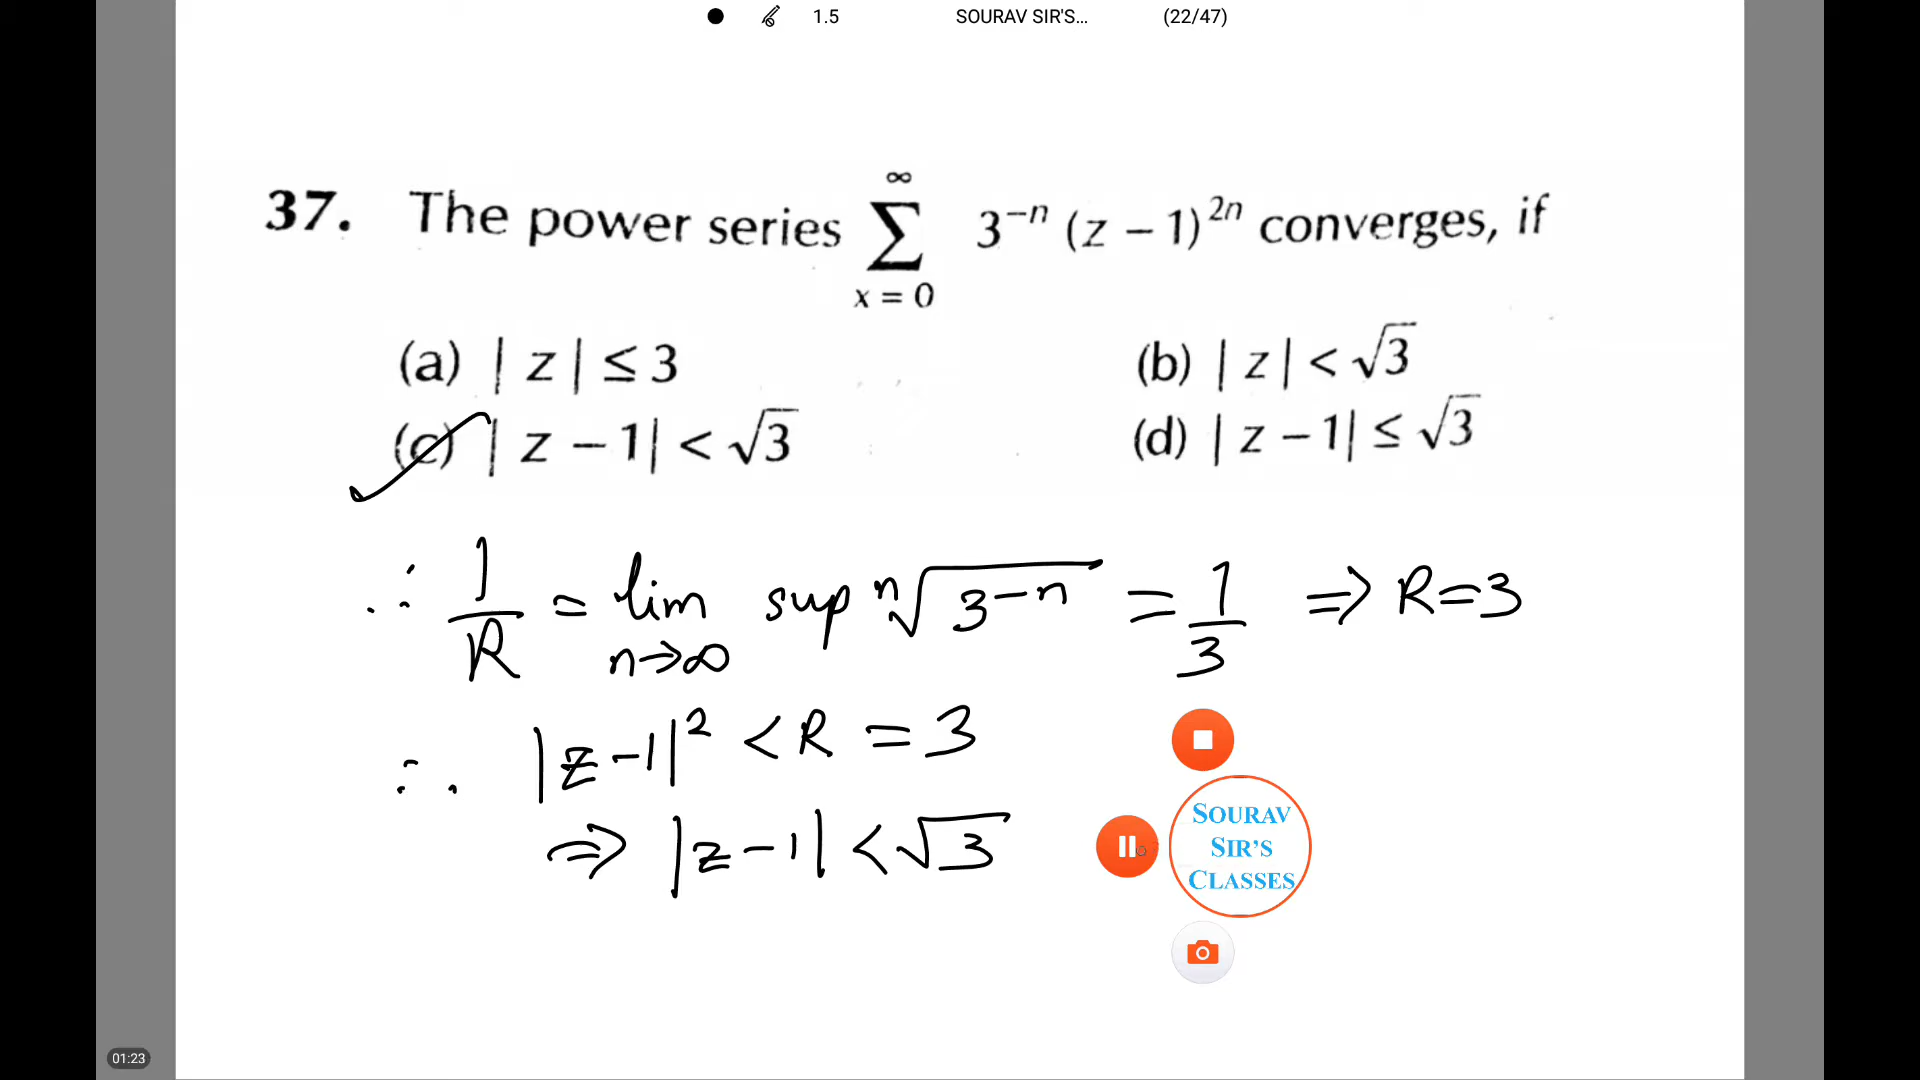 1.5 SOURAV SIR'S... (22/47)
37. The power series ∑ 3⁻ⁿ (z – 1)²ⁿ converges, if
∞
x = 0
(a) | z | ≤ 3 (b) | z | < √3
(c) | z – 1| < √3 (d) | z – 1| ≤ √3
∴ 1/R = lim sup ⁿ√3⁻ⁿ = 1/3 ⇒ R=3
n→∞
∴ |z-1|² < R = 3
⇒ |z-1| < √3
SOURAV
SIR'S
CLASSES
01:23